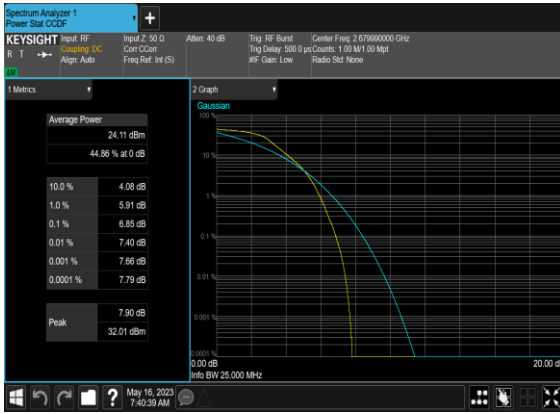 Spectrum Analyzer 1
Power Stat CCDF
KEYSIGHT
R T
LW
Input: RF
Coupling: DC
Align: Auto
Input Z: 50 Ω
Corr CCorr
Freq Ref: Int (S)
Atten: 40 dB
Trig: RF Burst
Trig Delay: 500.0 µs
#IF Gain: Low
Center Freq: 2.679990000 GHz
Counts: 1.00 M/1.00 Mpt
Radio Std: None
1 Metrics
Average Power
24.11 dBm
44.86 % at 0 dB
10.0 % 4.08 dB
1.0 % 5.91 dB
0.1 % 6.85 dB
0.01 % 7.40 dB
0.001 % 7.66 dB
0.0001 % 7.79 dB
Peak
7.90 dB
32.01 dBm
2 Graph
Gaussian
100 %
10 %
1 %
0.1 %
0.01 %
0.001 %
0.0001 %
0.00 dB
20.00 d
Info BW 25.000 MHz
?
May 16, 2023
7:40:39 AM